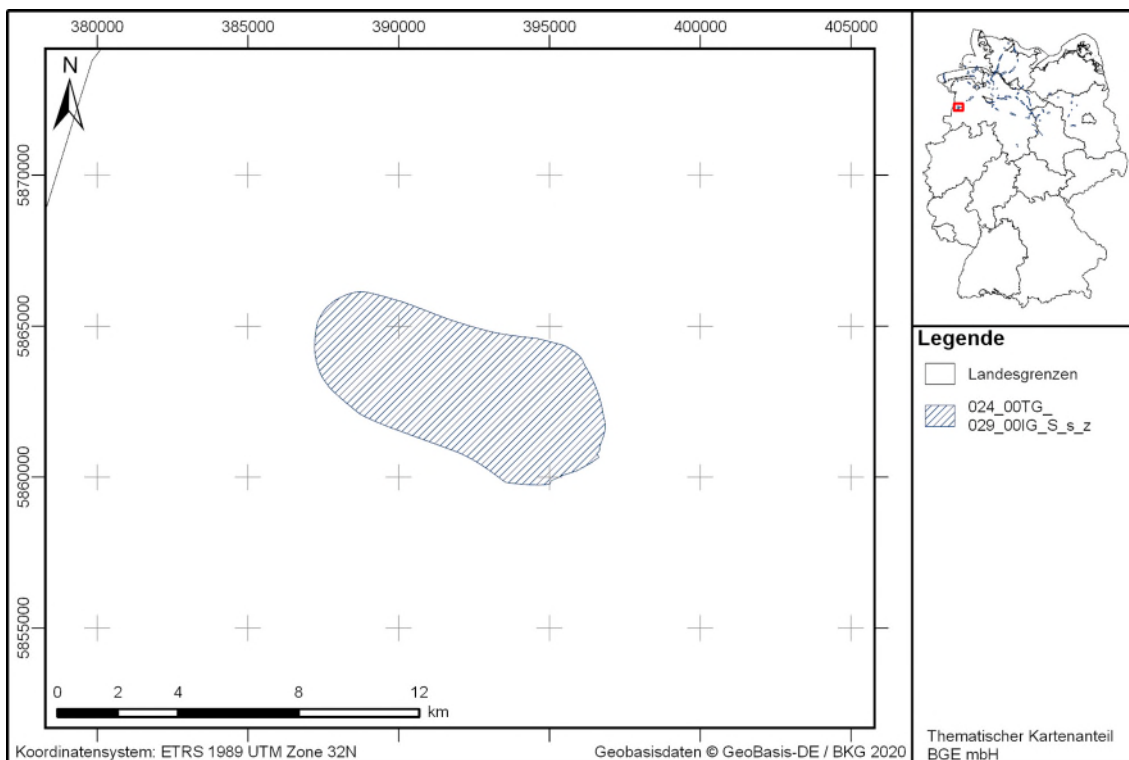 380000 385000 390000 395000 400000 405000
N
5870000
5865000
5860000
5855000
0 2 4 8 12
km
Koordinatensystem: ETRS 1989 UTM Zone 32N
Geobasisdaten © GeoBasis-DE / BKG 2020
Legende
Landesgrenzen
024_00TG_
029_00IG_S_s_z
Thematischer Kartenanteil
BGE mbH